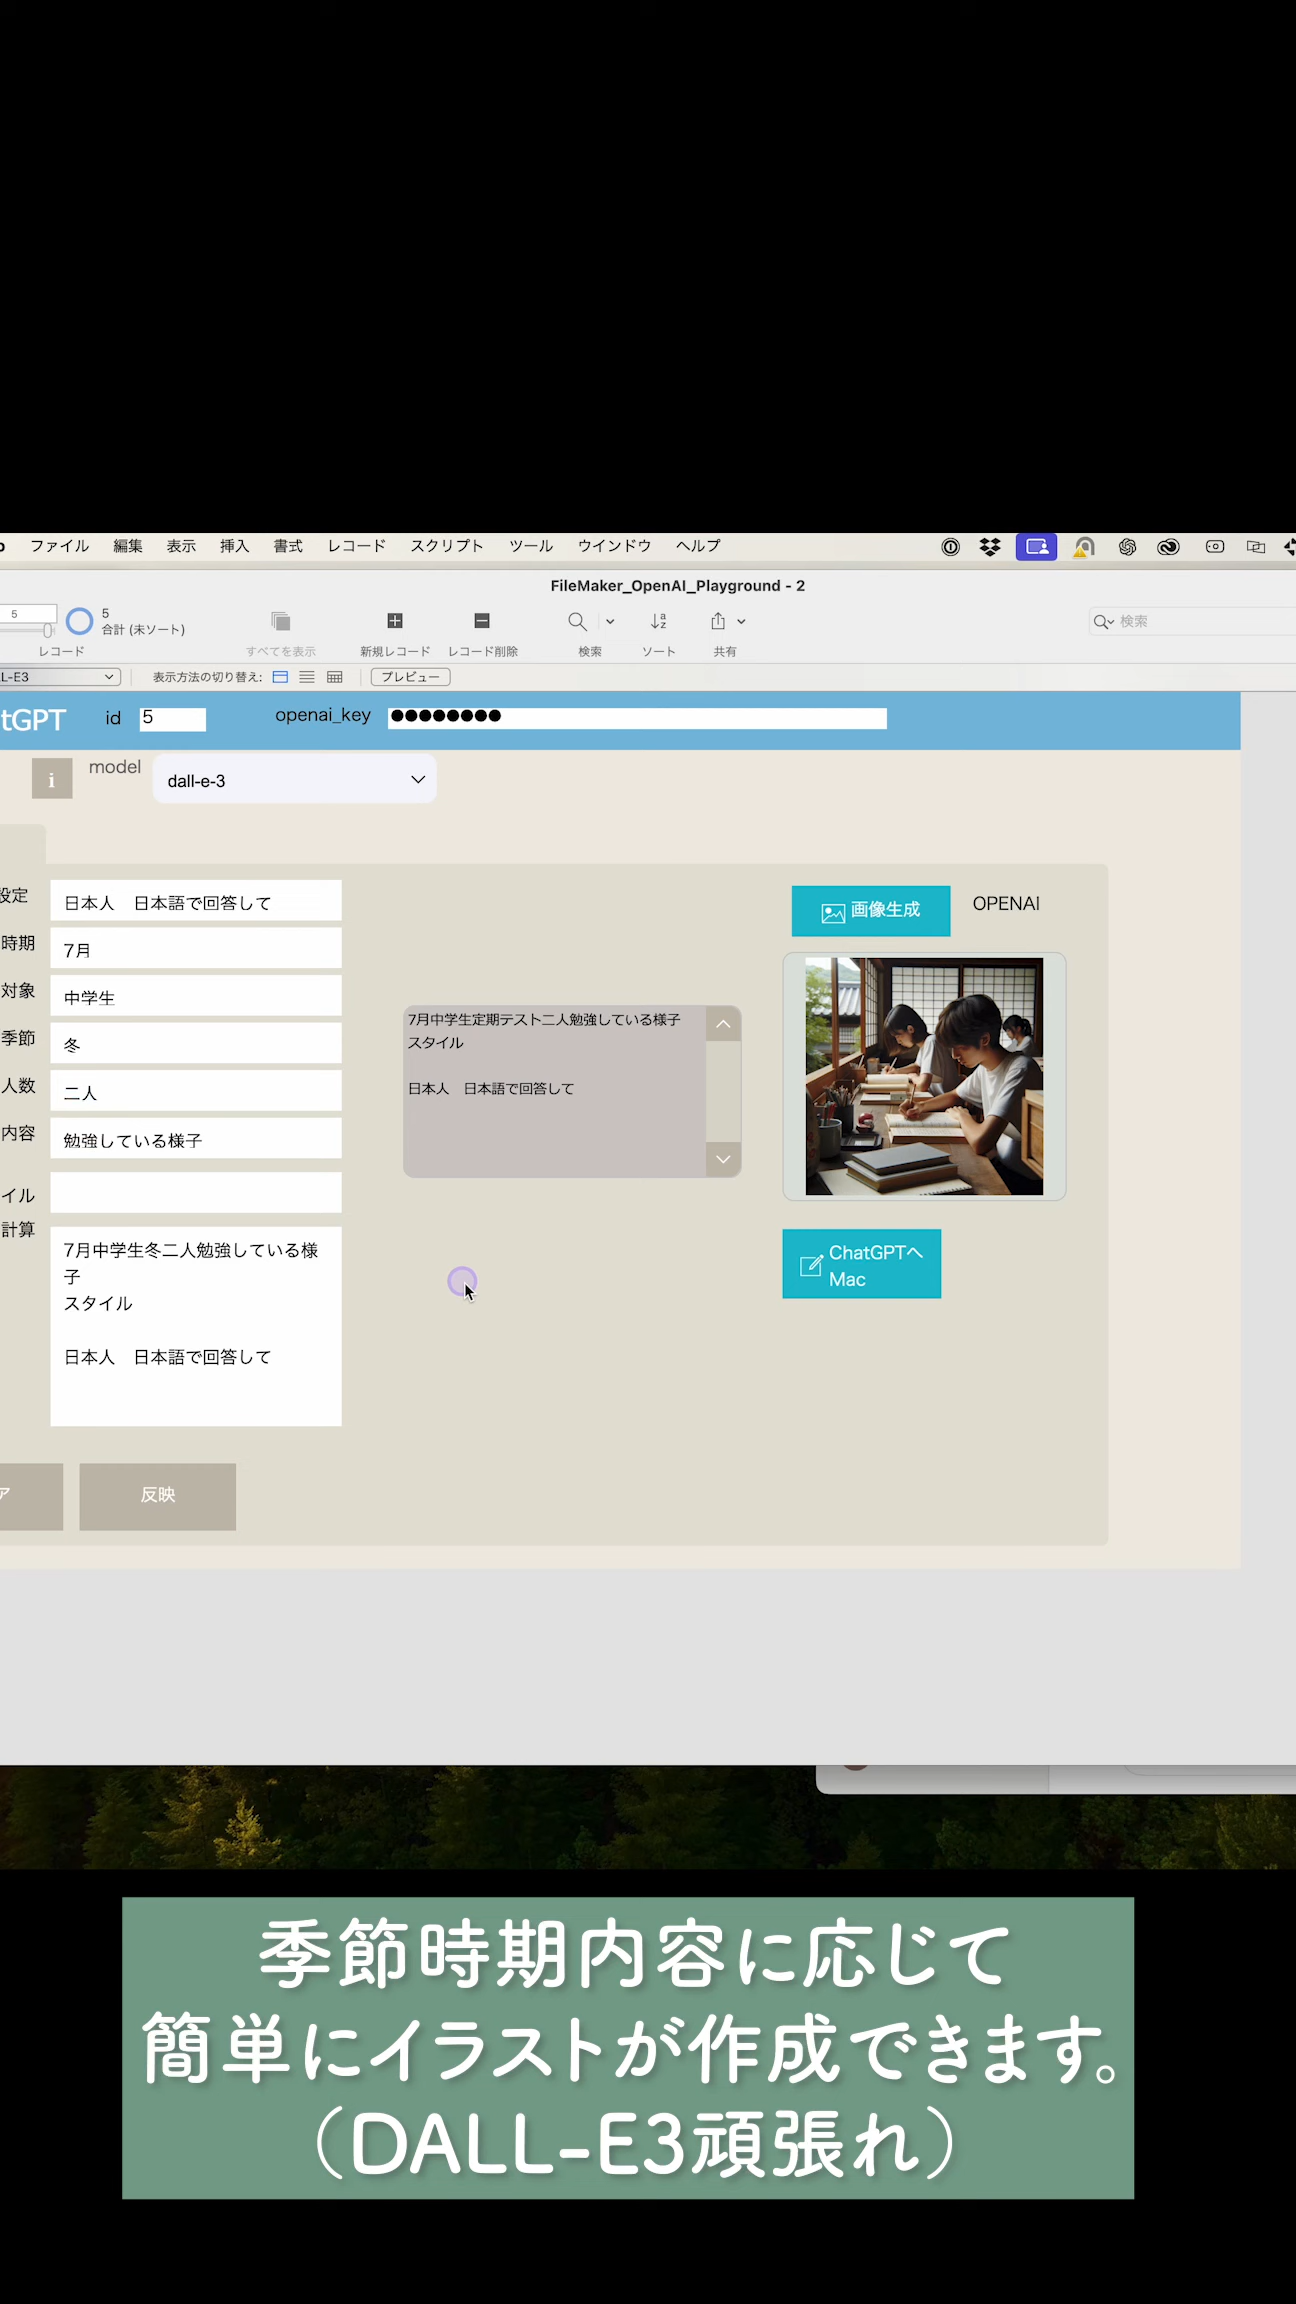 ファイル 編集 表示 挿入 書式 レコード スクリプト ツール ウインドウ ヘルプ
FileMaker_OpenAI_Playground - 2
5
5
合計 (未ソート)
レコード
すべてを表示
新規レコード
レコード削除
検索
ソート
共有
検索
L-E3
表示方法の切り替え:
プレビュー
tGPT
id 5
openai_key ●●●●●●●●
i
model dall-e-3
設定 日本人 日本語で回答して
時期 7月
対象 中学生
季節 冬
人数 二人
内容 勉強している様子
イル
計算
7月中学生冬二人勉強している様
子
スタイル
日本人 日本語で回答して
ア
反映
7月中学生定期テスト二人勉強している様子
スタイル
日本人 日本語で回答して
画像生成
OPENAI
ChatGPTへ
Mac
季節時期内容に応じて
簡単にイラストが作成できます。
（DALL-E3頑張れ）